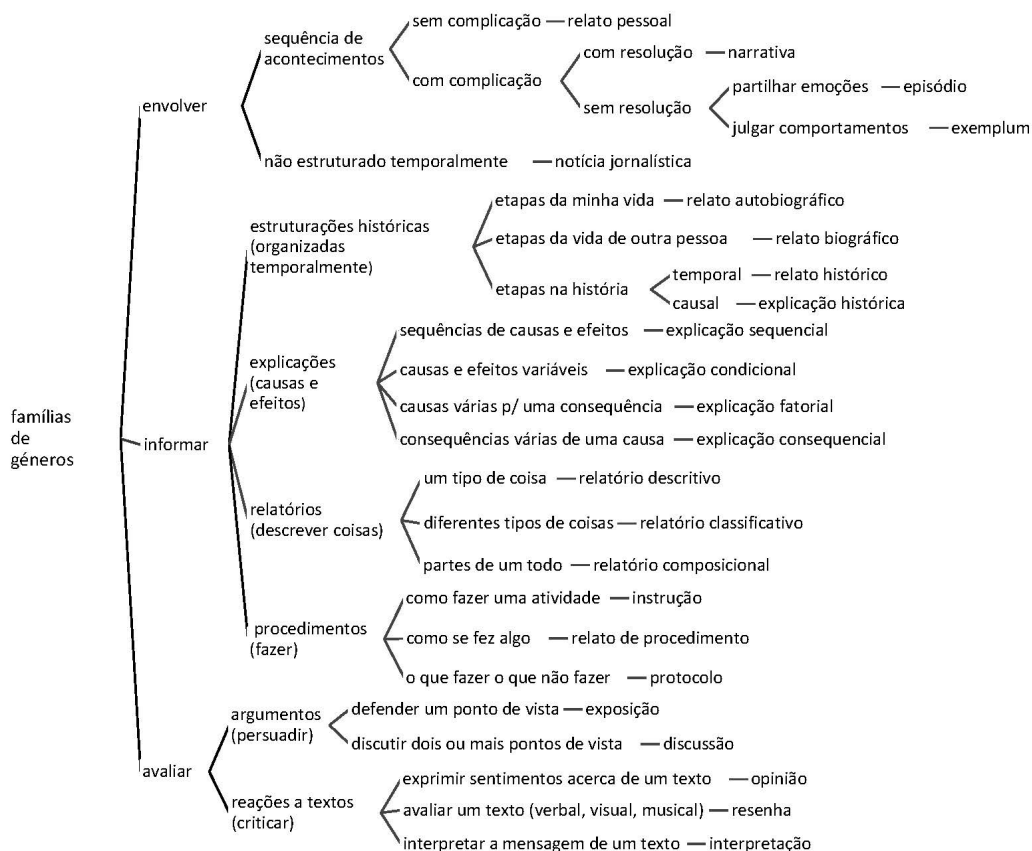 sem complicação — relato pessoal
sequência de
acontecimentos
com resolução — narrativa
com complicação
partilhar emoções — episódio
envolver
sem resolução
julgar comportamentos — exemplum
não estruturado temporalmente — notícia jornalística
etapas da minha vida — relato autobiográfico
estruturações históricas
(organizadas
temporalmente)
etapas da vida de outra pessoa — relato biográfico
temporal — relato histórico
etapas na história
causal — explicação histórica
sequências de causas e efeitos — explicação sequencial
explicações
(causas e
efeitos)
causas e efeitos variáveis — explicação condicional
causas várias p/ uma consequência — explicação fatorial
famílias
de
géneros
informar
consequências várias de uma causa — explicação consequencial
um tipo de coisa — relatório descritivo
relatórios
(descrever coisas)
diferentes tipos de coisas — relatório classificativo
partes de um todo — relatório composicional
como fazer uma atividade — instrução
procedimentos
(fazer)
como se fez algo — relato de procedimento
o que fazer o que não fazer — protocolo
argumentos
(persuadir)
defender um ponto de vista — exposição
discutir dois ou mais pontos de vista — discussão
avaliar
exprimir sentimentos acerca de um texto — opinião
reações a textos
(criticar)
avaliar um texto (verbal, visual, musical) — resenha
interpretar a mensagem de um texto — interpretação